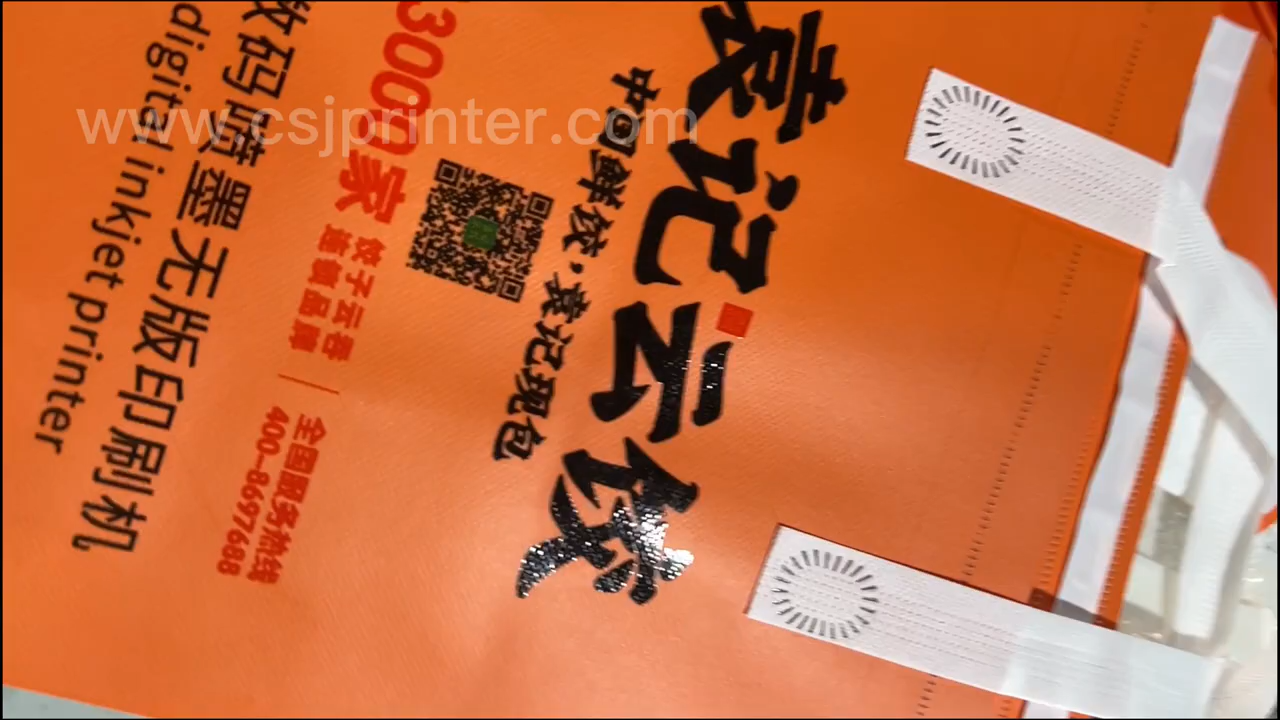 袁记云饺
中国鲜饺·袁记现包
3000家
饺子云吞
连锁品牌
全国服务热线
400-8697688
数码喷墨无版印刷机
digital inkjet printer
www.csjprinter.com